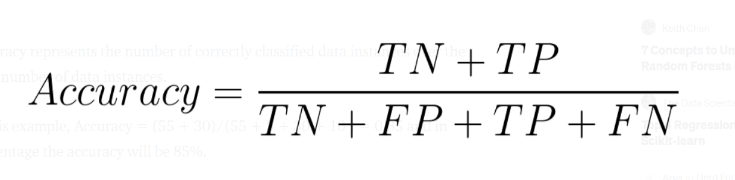 Accuracy = (TN + TP) / (TN + FP + TP + FN)
racy represents the number of correctly classified data
number of data instances.
is example, Accuracy = (55 + 30)/(55
entage the accuracy will be 85%.
Keith Chen
7 Concepts to Un
Random Forests
Regression
Scikit-learn